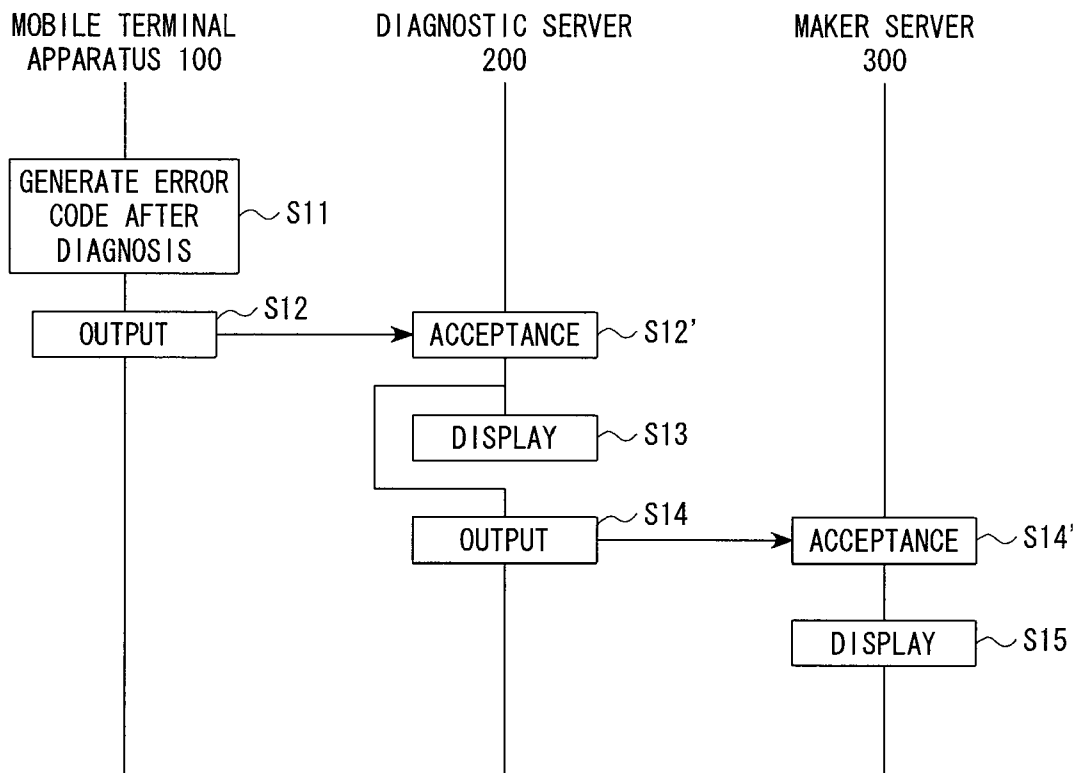 MOBILE TERMINAL
APPARATUS 100
DIAGNOSTIC SERVER
200
MAKER SERVER
300
GENERATE ERROR
CODE AFTER
DIAGNOSIS
S11
OUTPUT
S12
ACCEPTANCE
S12'
DISPLAY
S13
OUTPUT
S14
ACCEPTANCE
S14'
DISPLAY
S15